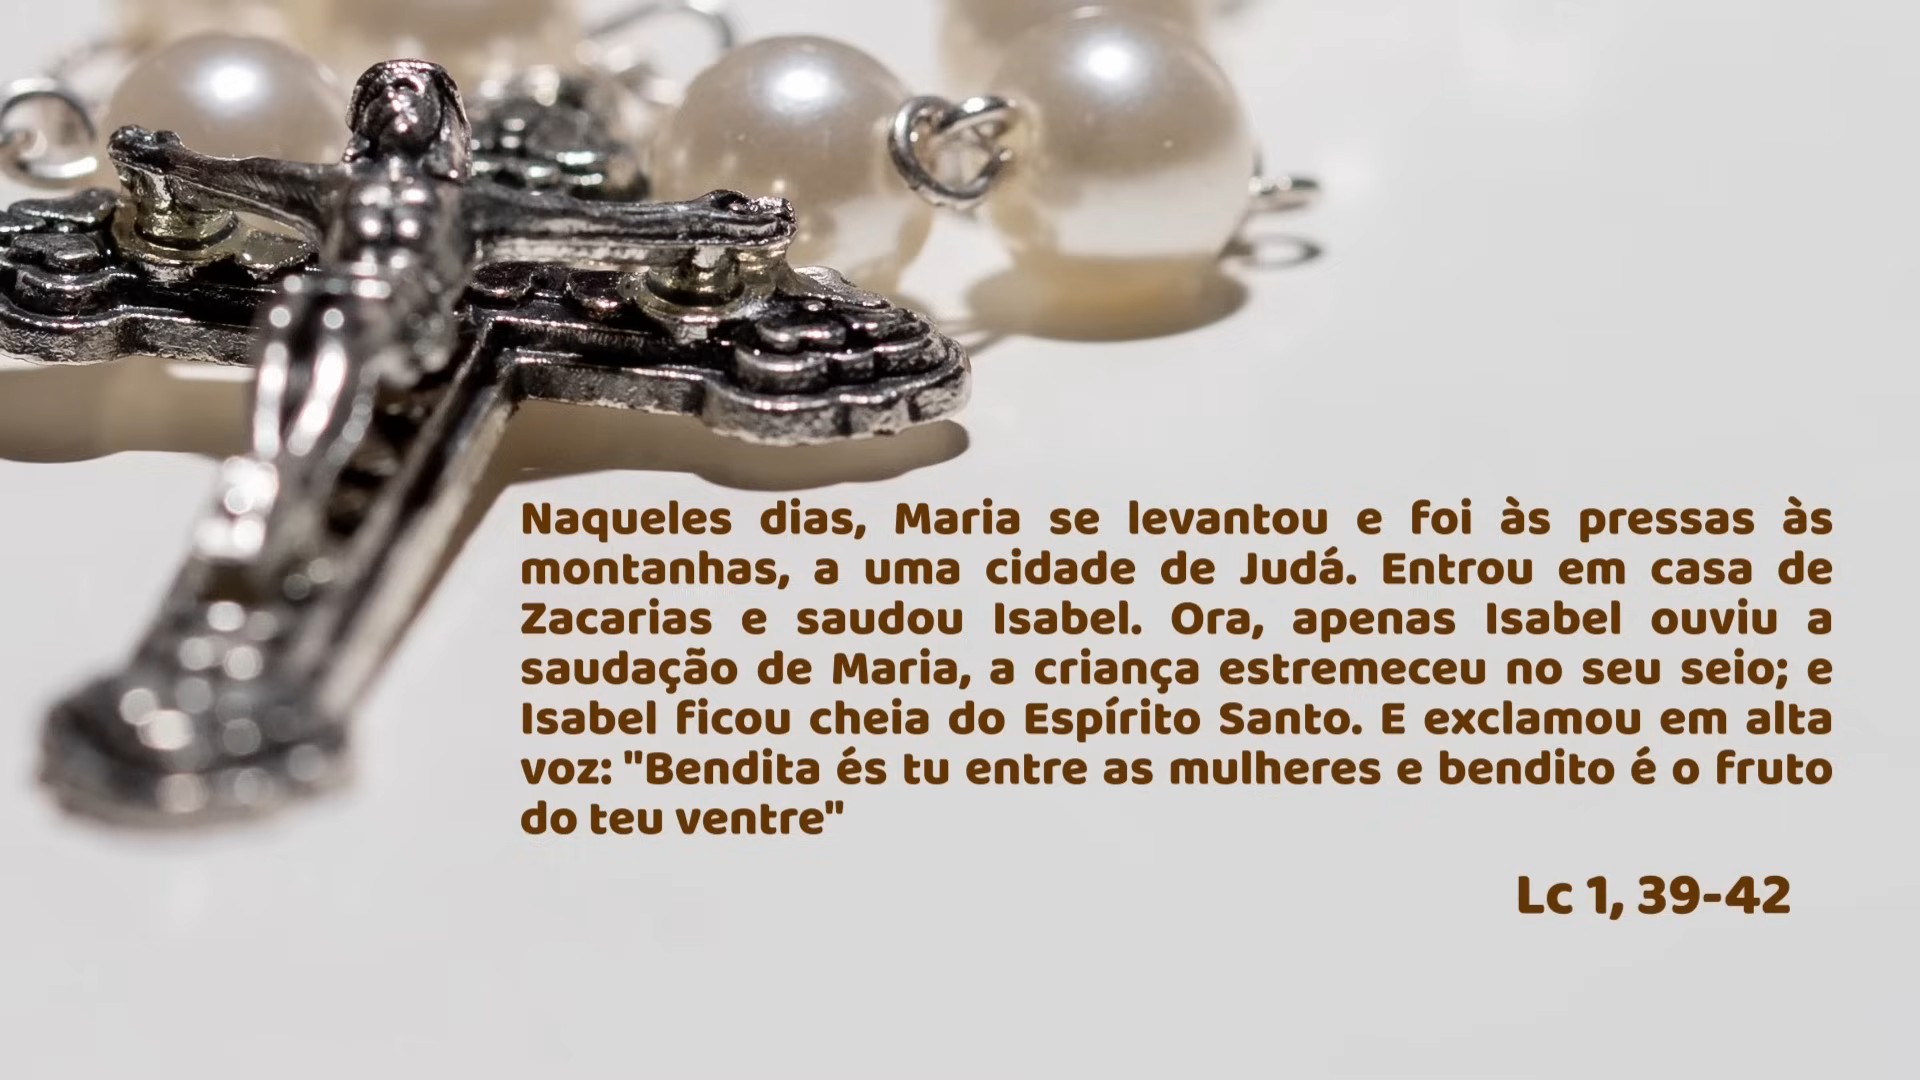 Naqueles dias, Maria se levantou e foi às pressas às
montanhas, a uma cidade de Judá. Entrou em casa de
Zacarias e saudou Isabel. Ora, apenas Isabel ouviu a
saudação de Maria, a criança estremeceu no seu seio; e
Isabel ficou cheia do Espírito Santo. E exclamou em alta
voz: "Bendita és tu entre as mulheres e bendito é o fruto
do teu ventre"
Lc 1, 39-42